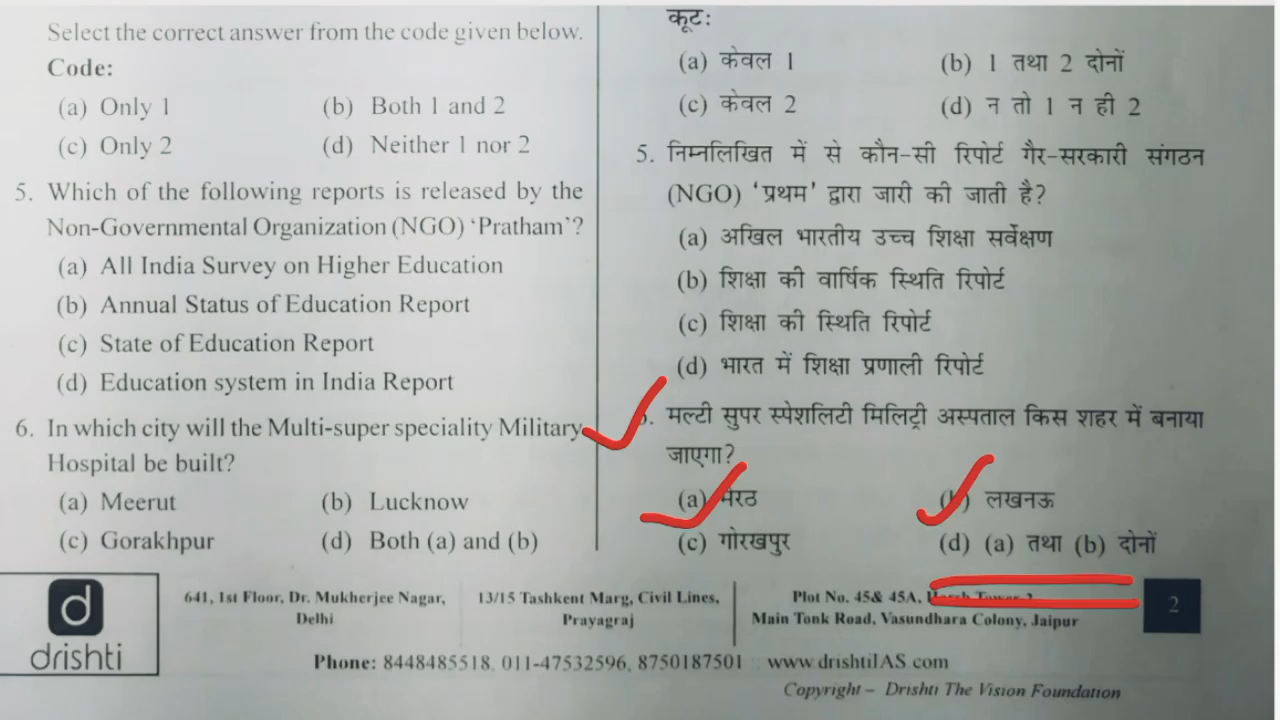 Select the correct answer from the code given below.
Code:
(a) Only 1 (b) Both 1 and 2
(c) Only 2 (d) Neither 1 nor 2
5. Which of the following reports is released by the
Non-Governmental Organization (NGO) ‘Pratham’?
(a) All India Survey on Higher Education
(b) Annual Status of Education Report
(c) State of Education Report
(d) Education system in India Report
6. In which city will the Multi-super speciality Military
Hospital be built?
(a) Meerut (b) Lucknow
(c) Gorakhpur (d) Both (a) and (b)
कूटः
(a) केवल 1 (b) 1 तथा 2 दोनों
(c) केवल 2 (d) न तो 1 न ही 2
5. निम्नलिखित में से कौन-सी रिपोर्ट गैर-सरकारी संगठन
(NGO) ‘प्रथम’ द्वारा जारी की जाती है?
(a) अखिल भारतीय उच्च शिक्षा सर्वेक्षण
(b) शिक्षा की वार्षिक स्थिति रिपोर्ट
(c) शिक्षा की स्थिति रिपोर्ट
(d) भारत में शिक्षा प्रणाली रिपोर्ट
मल्टी सुपर स्पेशलिटी मिलिट्री अस्पताल किस शहर में बनाया
जाएगा?
(a) मेरठ (b) लखनऊ
(c) गोरखपुर (d) (a) तथा (b) दोनों
d
drishti
641, 1st Floor, Dr. Mukherjee Nagar,
Delhi
13/15 Tashkent Marg, Civil Lines,
Prayagraj
Plot No. 45& 45A,
Main Tonk Road, Vasundhara Colony, Jaipur
2
Phone: 8448485518, 011-47532596, 8750187501 :: www.drishtiIAS.com
Copyright – Drishti The Vision Foundation